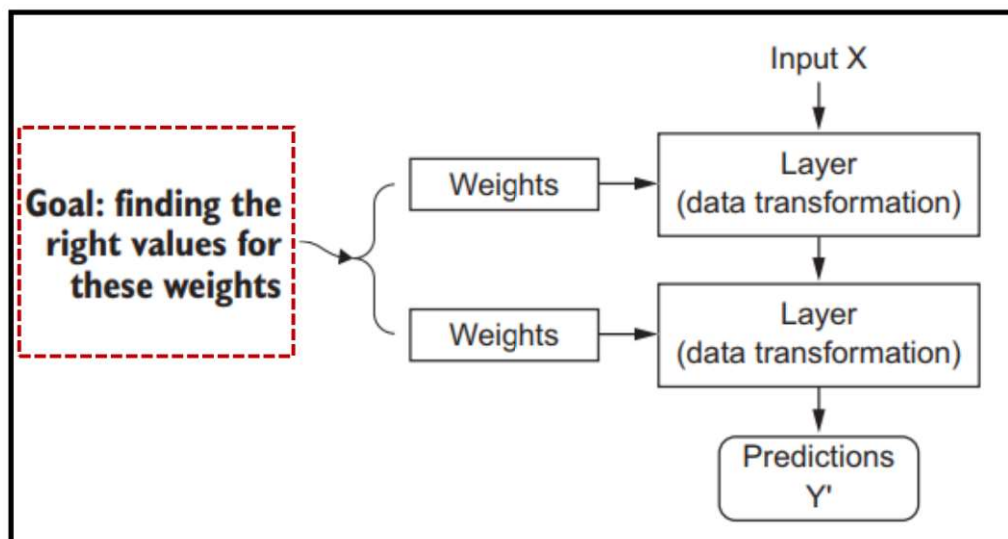 Input X
Layer
(data transformation)
Weights
Goal: finding the
right values for
these weights
Layer
(data transformation)
Weights
Predictions
Y'